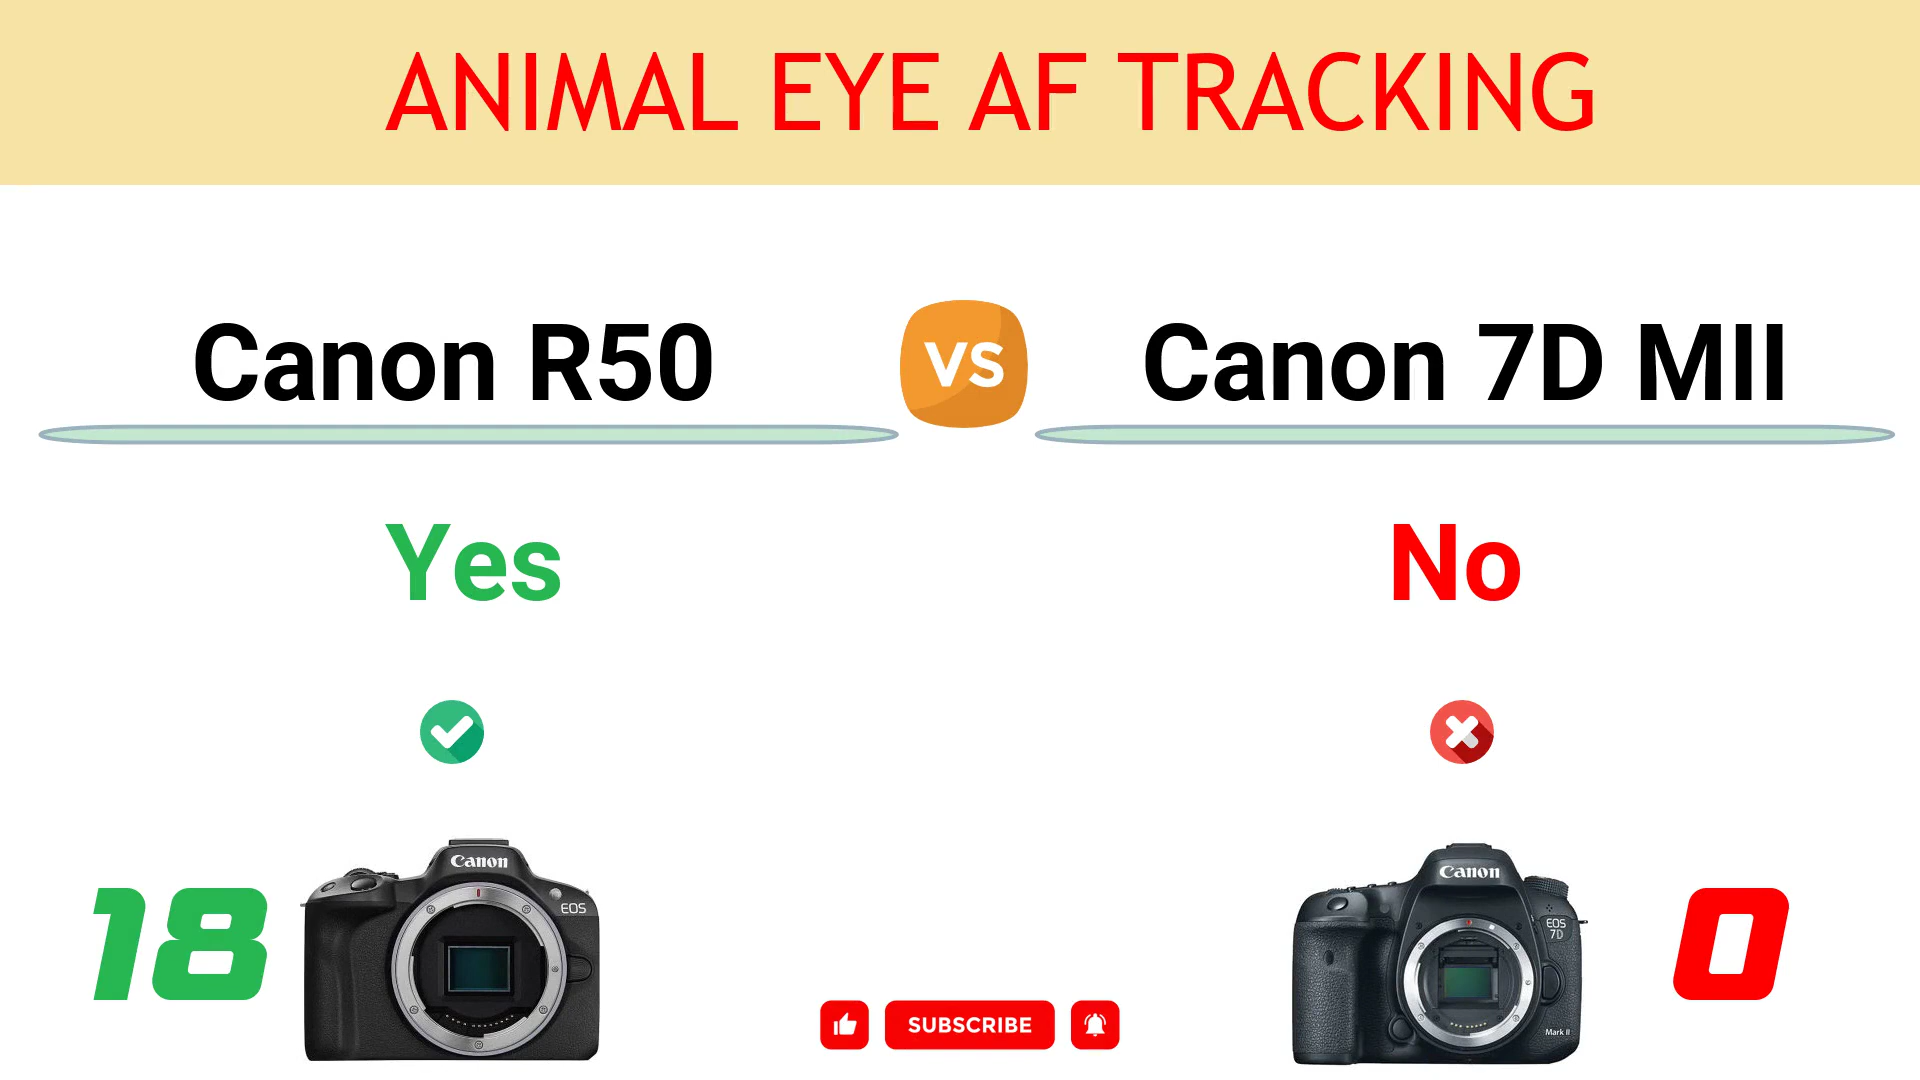 ANIMAL EYE AF TRACKING
Canon R50
VS
Canon 7D MII
Yes
No
18
Canon
EOS
SUBSCRIBE
Canon
EOS
7D
Mark II
0